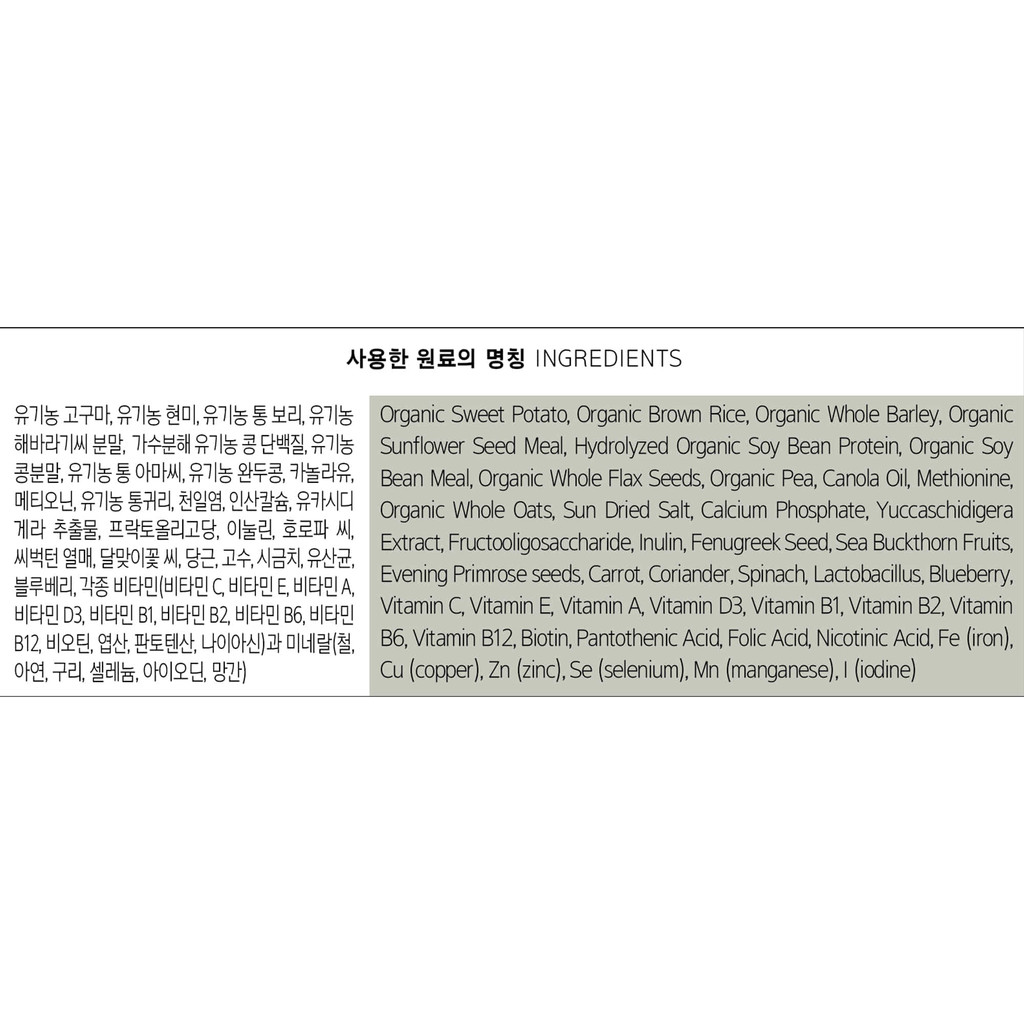 사용한 원료의 명칭 INGREDIENTS
유기농 고구마, 유기농 현미, 유기농 통 보리, 유기농
해바라기씨 분말, 가수분해 유기농 콩 단백질, 유기농
콩분말, 유기농 통 아마씨, 유기농 완두콩, 카놀라유,
메티오닌, 유기농 통귀리, 천일염, 인산칼슘, 유카시디
게라 추출물, 프락토올리고당, 이눌린, 호로파 씨,
씨벅턴 열매, 달맞이꽃 씨, 당근, 고수, 시금치, 유산균,
블루베리, 각종 비타민(비타민 C, 비타민 E, 비타민 A,
비타민 D3, 비타민 B1, 비타민 B2, 비타민 B6, 비타민
B12, 비오틴, 엽산, 판토텐산, 나이아신)과 미네랄(철,
아연, 구리, 셀레늄, 아이오딘, 망간)
Organic Sweet Potato, Organic Brown Rice, Organic Whole Barley, Organic
Sunflower Seed Meal, Hydrolyzed Organic Soy Bean Protein, Organic Soy
Bean Meal, Organic Whole Flax Seeds, Organic Pea, Canola Oil, Methionine,
Organic Whole Oats, Sun Dried Salt, Calcium Phosphate, Yuccaschidigera
Extract, Fructooligosaccharide, Inulin, Fenugreek Seed, Sea Buckthorn Fruits,
Evening Primrose seeds, Carrot, Coriander, Spinach, Lactobacillus, Blueberry,
Vitamin C, Vitamin E, Vitamin A, Vitamin D3, Vitamin B1, Vitamin B2, Vitamin
B6, Vitamin B12, Biotin, Pantothenic Acid, Folic Acid, Nicotinic Acid, Fe (iron),
Cu (copper), Zn (zinc), Se (selenium), Mn (manganese), I (iodine)